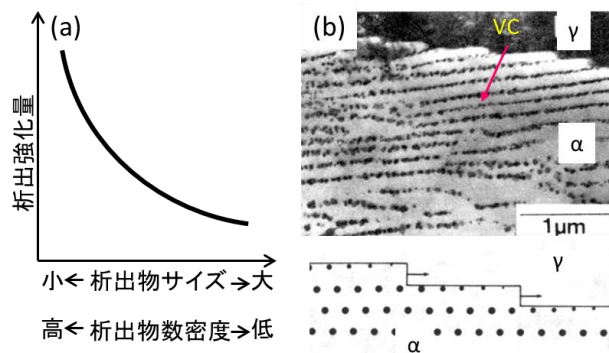 (a)
析出強化量
小← 析出物サイズ→大
高← 析出物数密度→低
(b)
VC
γ
α
1μm
γ
α